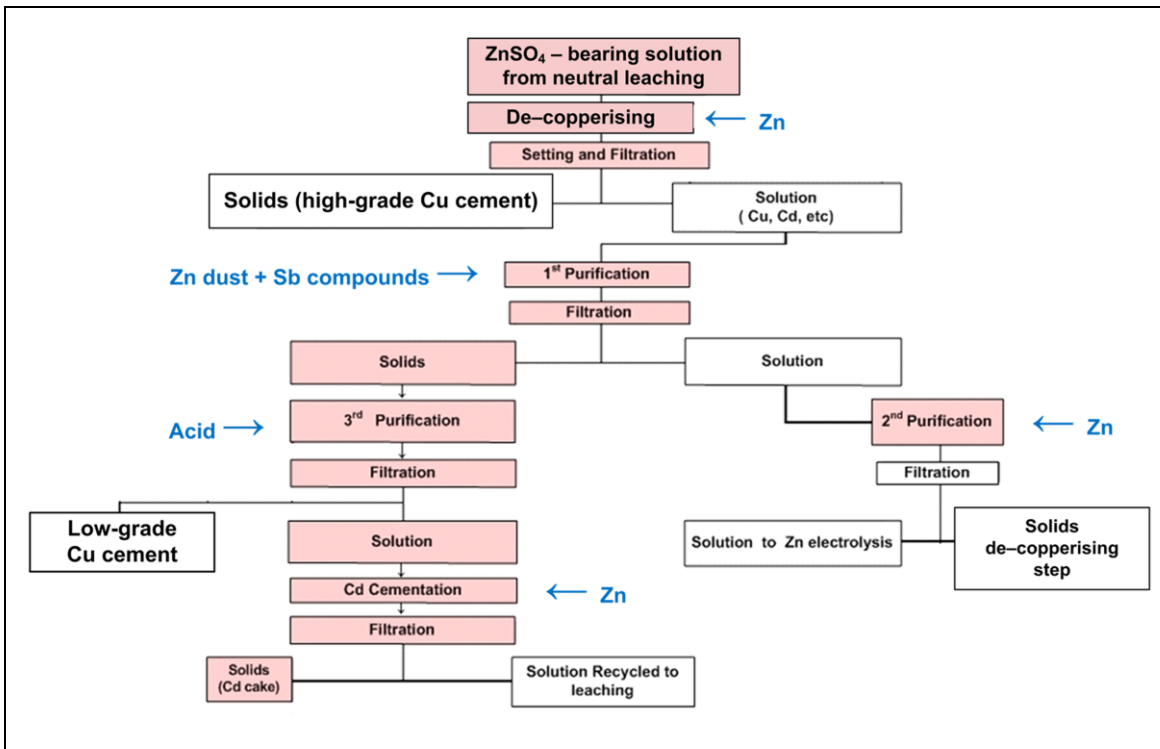 ZnSO₄ – bearing solution
from neutral leaching
De–copperising
← Zn
Setting and Filtration
Solids (high-grade Cu cement)
Solution
( Cu, Cd, etc)
Zn dust + Sb compounds →
1st Purification
Filtration
Solids
Solution
Acid →
3rd Purification
2nd Purification
← Zn
Filtration
Filtration
Low-grade
Cu cement
Solution
Solution to Zn electrolysis
Solids
de–copperising
step
Cd Cementation
← Zn
Filtration
Solids
(Cd cake)
Solution Recycled to
leaching